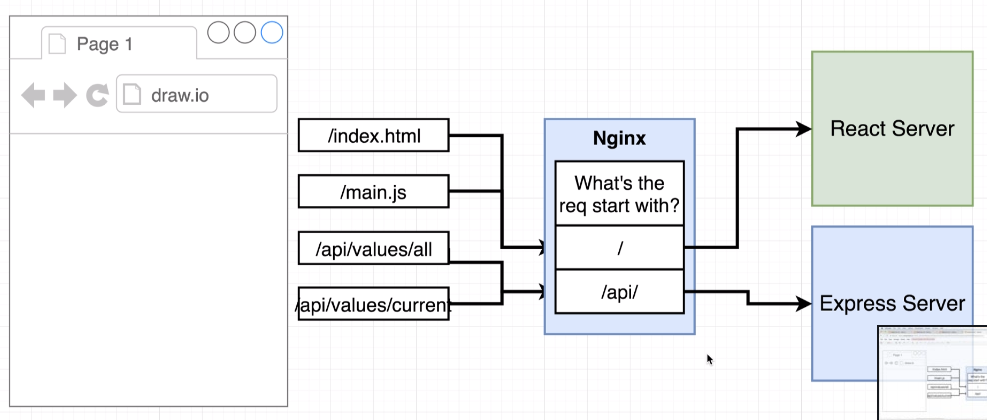 Page 1
draw.io
/index.html
/main.js
/api/values/all
/api/values/current
Nginx
What's the
req start with?
/
/api/
React Server
Express Server